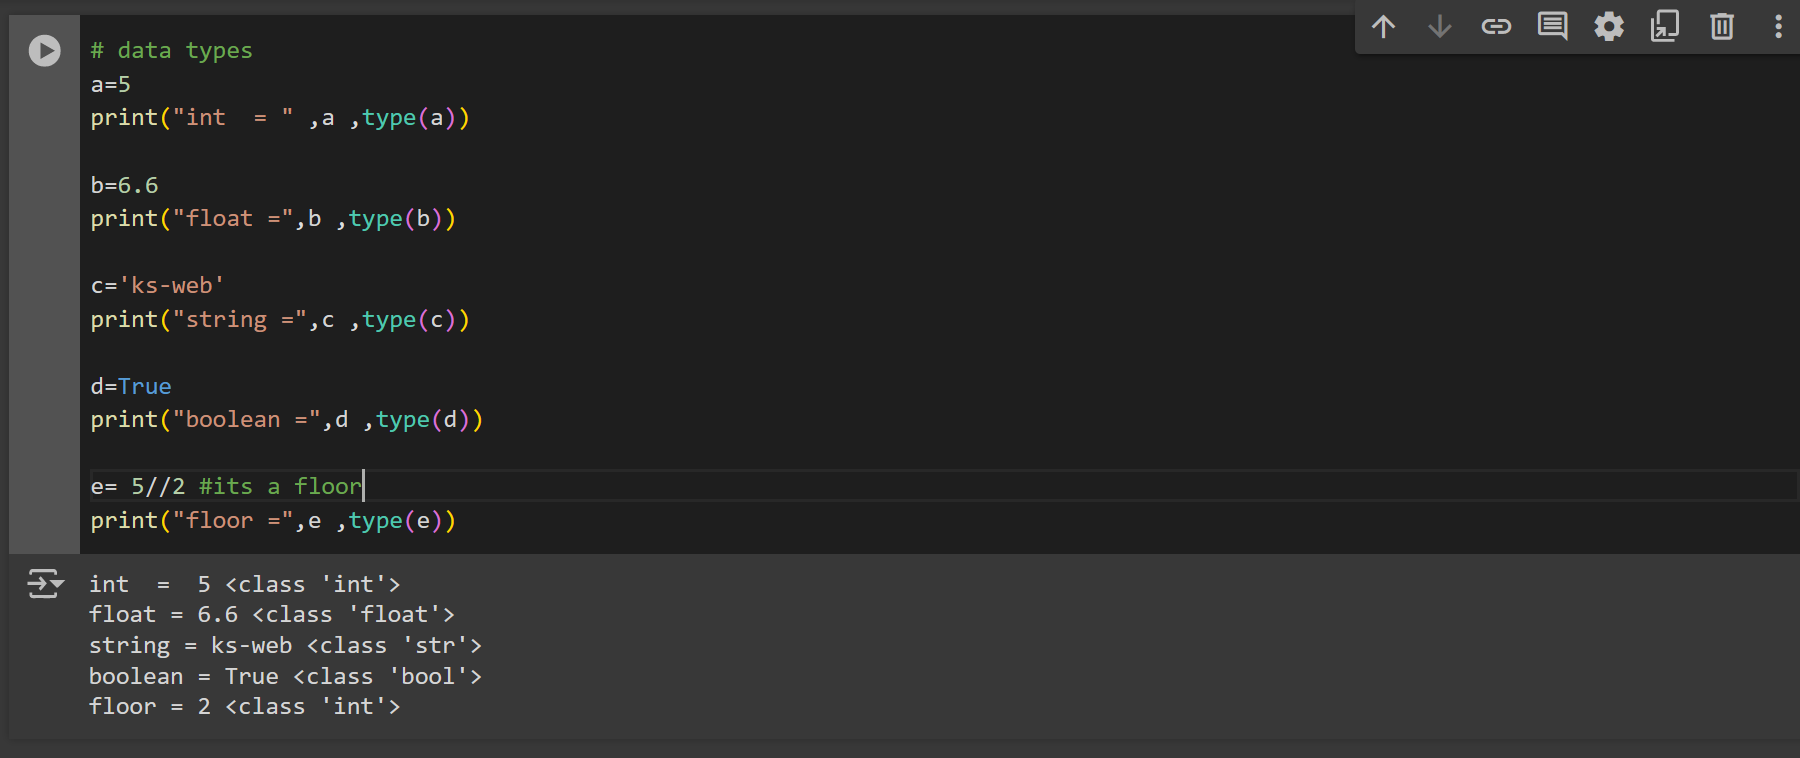 # data types
a=5
print("int  = " ,a ,type(a))
b=6.6
print("float =",b ,type(b))
c='ks-web'
print("string =",c ,type(c))
d=True
print("boolean =",d ,type(d))
e= 5//2 #its a floor
print("floor =",e ,type(e))
int  =  5 <class 'int'>
float = 6.6 <class 'float'>
string = ks-web <class 'str'>
boolean = True <class 'bool'>
floor = 2 <class 'int'>